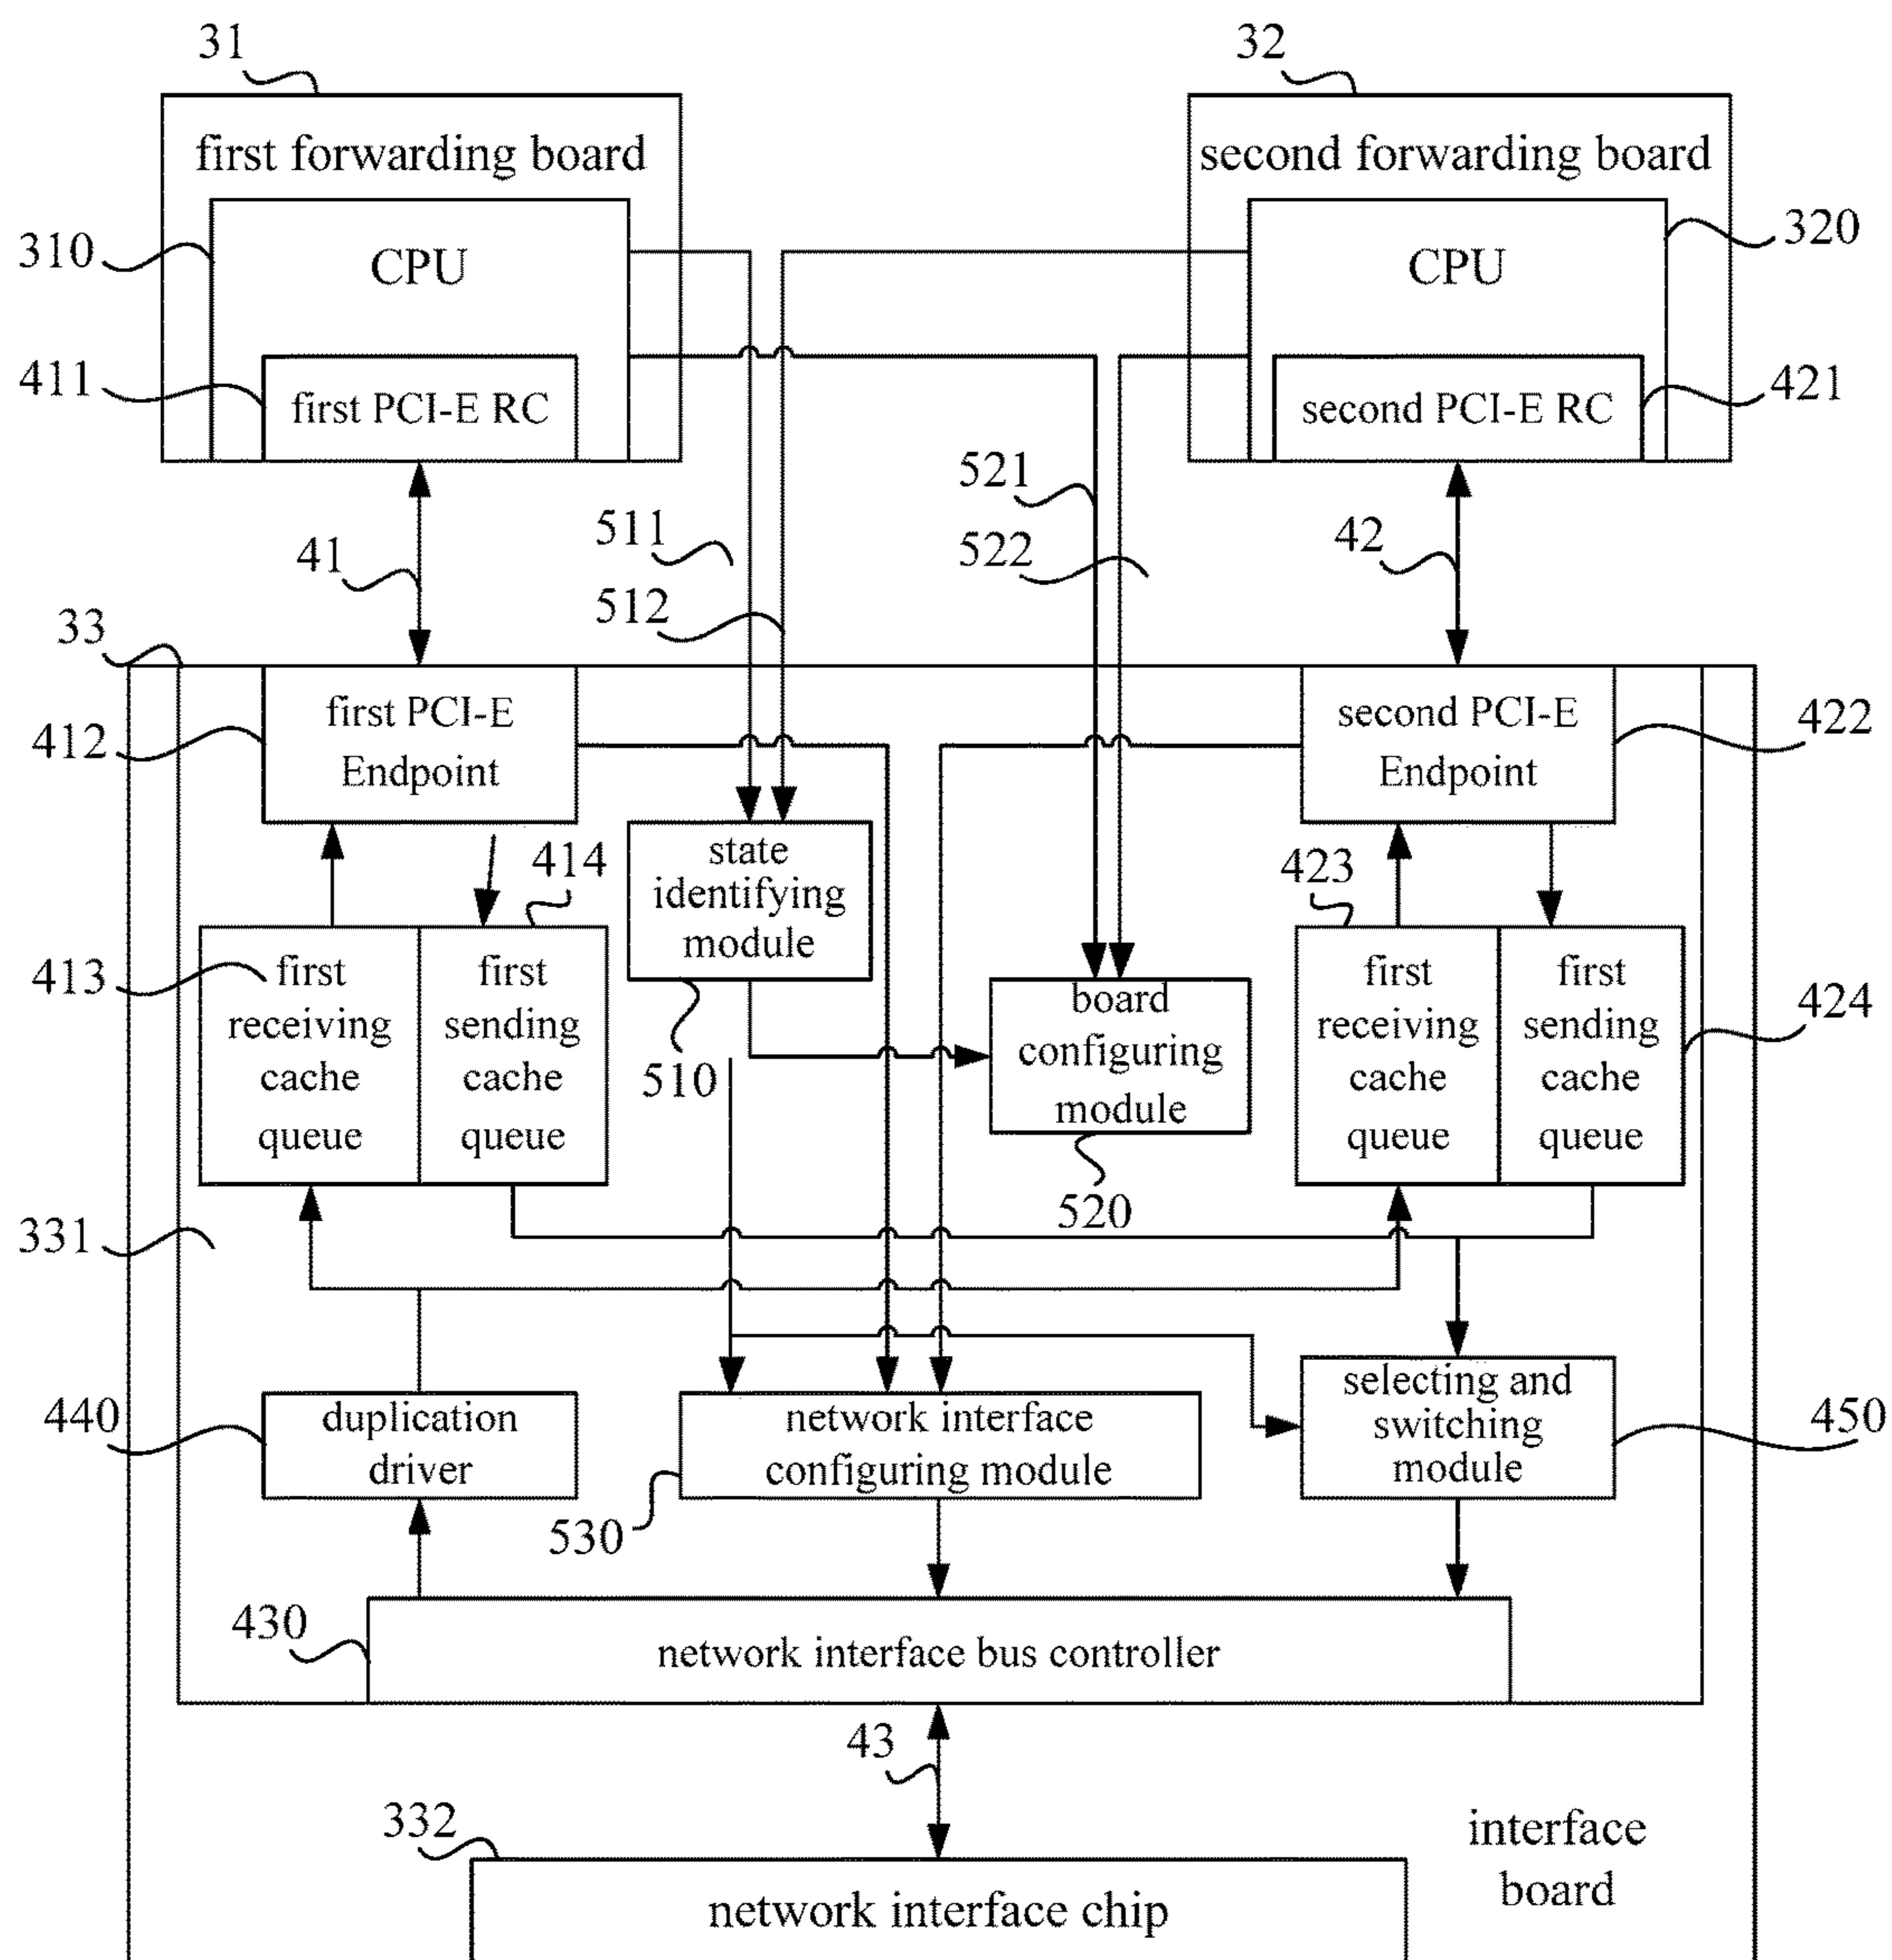 31
32
first forwarding board
second forwarding board
310
CPU
CPU
320
411
first PCI-E RC
second PCI-E RC
421
41
511
512
521
522
42
33
412
first PCI-E
Endpoint
second PCI-E
Endpoint
422
414
state
identifying
module
423
413
first
receiving
cache
queue
first
sending
cache
queue
510
board
configuring
module
520
first
receiving
cache
queue
first
sending
cache
queue
424
331
440
duplication
driver
network interface
configuring module
530
selecting and
switching
module
450
430
network interface bus controller
43
332
network interface chip
interface
board